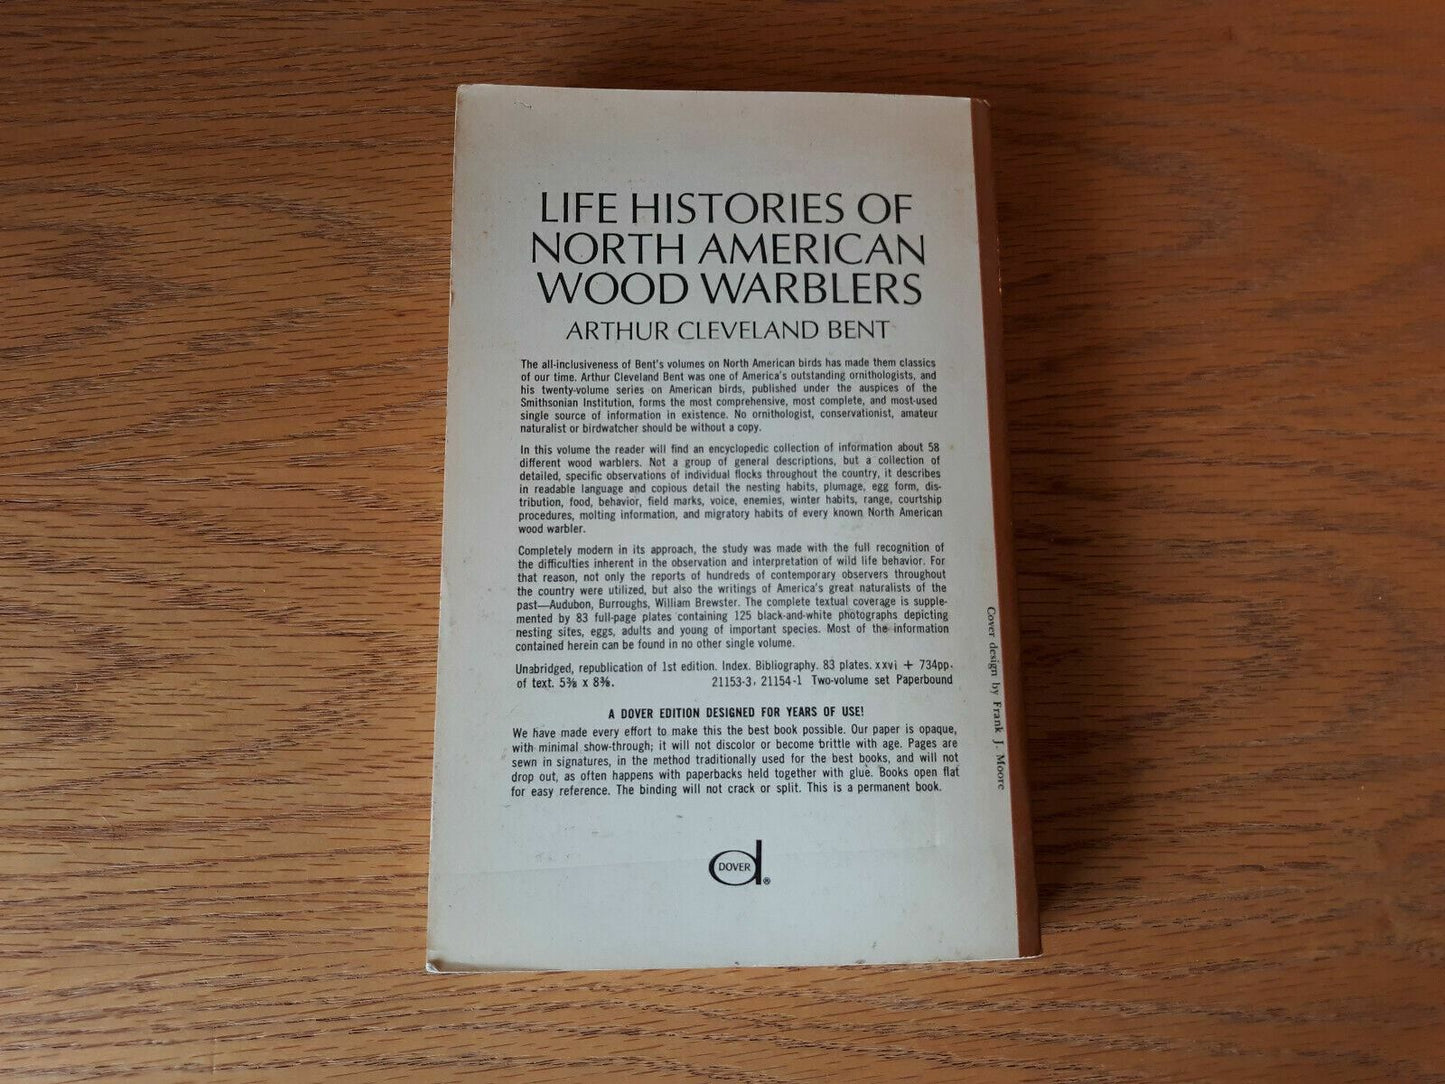 LIFE HISTORIES OF
NORTH AMERICAN
WOOD WARBLERS
ARTHUR CLEVELAND BENT
The all-inclusiveness of Bent's volumes on North American birds has made them classics
of our time. Arthur Cleveland Bent was one of America's outstanding ornithologists, and
his twenty-volume series on American birds, published under the auspices of the
Smithsonian Institution, forms the most comprehensive, most complete, and most-used
single source of information in existence. No ornithologist, conservationist, amateur
naturalist or birdwatcher should be without a copy.
In this volume the reader will find an encyclopedic collection of information about 58
different wood warblers. Not a group of general descriptions, but a collection of
detailed, specific observations of individual flocks throughout the country, it describes
in readable language and copious detail the nesting habits, plumage, egg form, dis-
tribution, food, behavior, field marks, voice, enemies, winter habits, range, courtship
procedures, molting information, and migratory habits of every known North American
wood warbler.
Completely modern in its approach, the study was made with the full recognition of
the difficulties inherent in the observation and interpretation of wild life behavior. For
that reason, not only the reports of hundreds of contemporary observers throughout
the country were utilized, but also the writings of America's great naturalists of the
past—Audubon, Burroughs, William Brewster. The complete textual coverage is supple-
mented by 83 full-page plates containing 125 black-and-white photographs depicting
nesting sites, eggs, adults and young of important species. Most of the information
contained herein can be found in no other single volume.
Unabridged, republication of 1st edition. Index. Bibliography. 83 plates. xxvi + 734pp.
of text. 5⅜ x 8⅜. 21153-3, 21154-1 Two-volume set Paperbound
A DOVER EDITION DESIGNED FOR YEARS OF USE!
We have made every effort to make this the best book possible. Our paper is opaque,
with minimal show-through; it will not discolor or become brittle with age. Pages are
sewn in signatures, in the method traditionally used for the best books, and will not
drop out, as often happens with paperbacks held together with glue. Books open flat
for easy reference. The binding will not crack or split. This is a permanent book.
DOVER
®
Cover design by Frank J. Moore